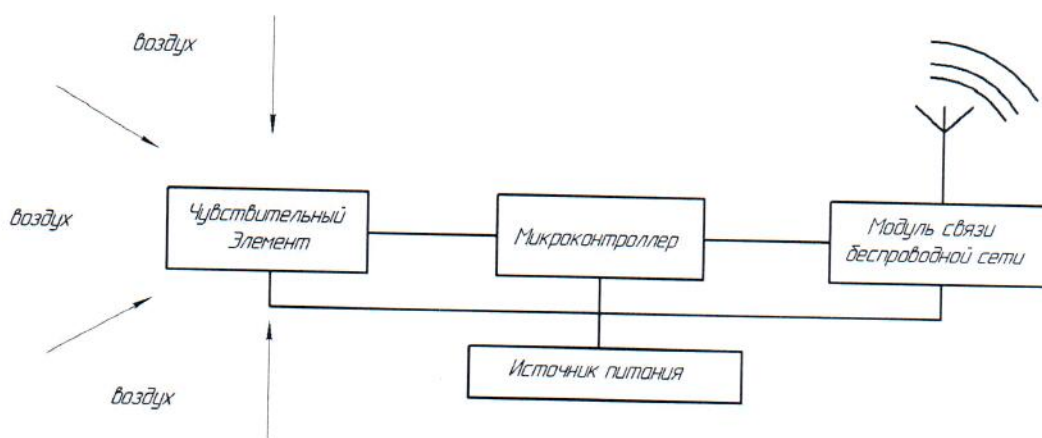 воздух
воздух
Чувствительный
Элемент
Микроконтроллер
Модуль связи
беспроводной сети
Источник питания
воздух